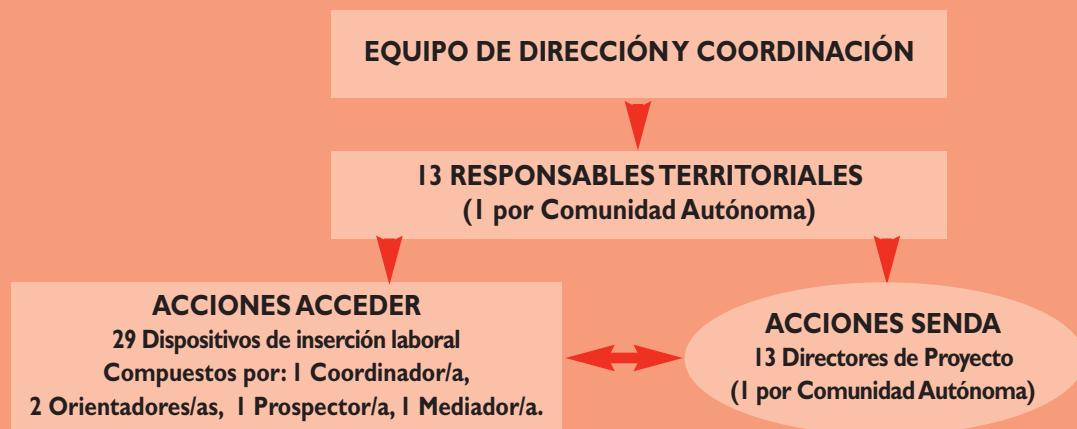 EQUIPO DE DIRECCIÓN Y COORDINACIÓN
13 RESPONSABLES TERRITORIALES
(1 por Comunidad Autónoma)
ACCIONES ACCEDER
29 Dispositivos de inserción laboral
Compuestos por: 1 Coordinador/a,
2 Orientadores/as, 1 Prospector/a, 1 Mediador/a.
ACCIONES SENDA
13 Directores de Proyecto
(1 por Comunidad Autónoma)